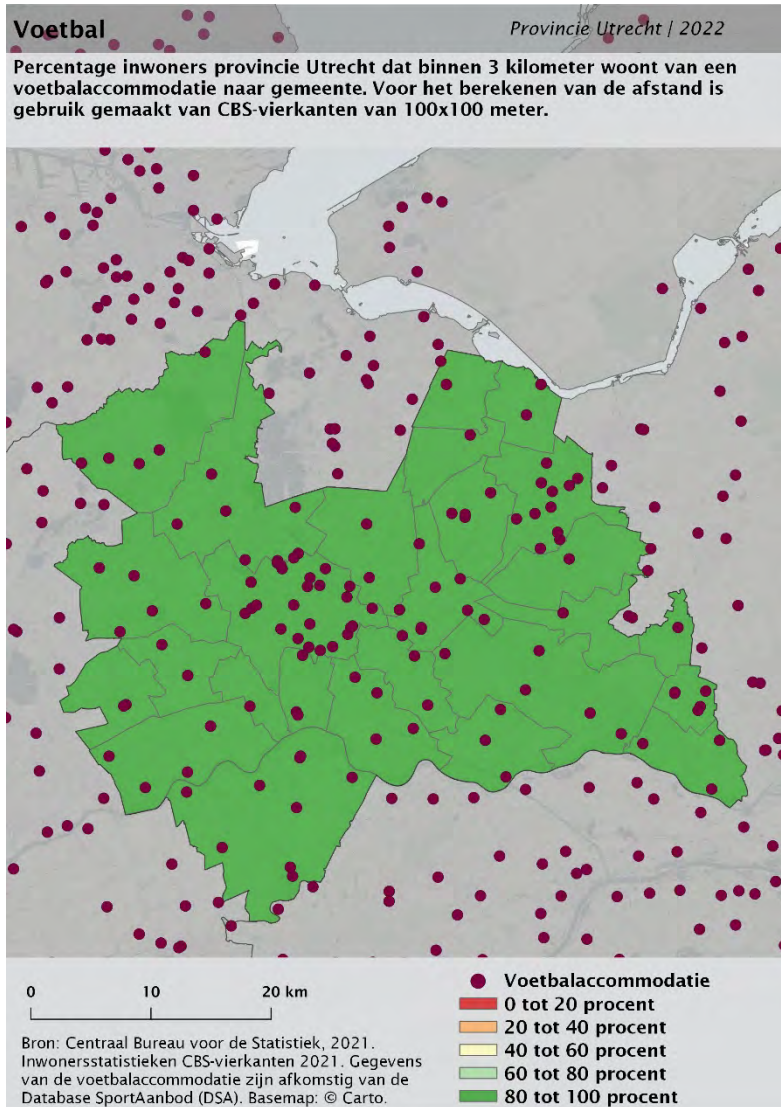 Voetbal
Provincie Utrecht / 2022
Percentage inwoners provincie Utrecht dat binnen 3 kilometer woont van een
voetbalaccommodatie naar gemeente. Voor het berekenen van de afstand is
gebruik gemaakt van CBS-vierkanten van 100x100 meter.
0 10 20 km
Bron: Centraal Bureau voor de Statistiek, 2021.
Inwonersstatistieken CBS-vierkanten 2021. Gegevens
van de voetbalaccommodatie zijn afkomstig van de
Database SportAanbod (DSA). Basemap: © Carto.
Voetbalaccommodatie
0 tot 20 procent
20 tot 40 procent
40 tot 60 procent
60 tot 80 procent
80 tot 100 procent